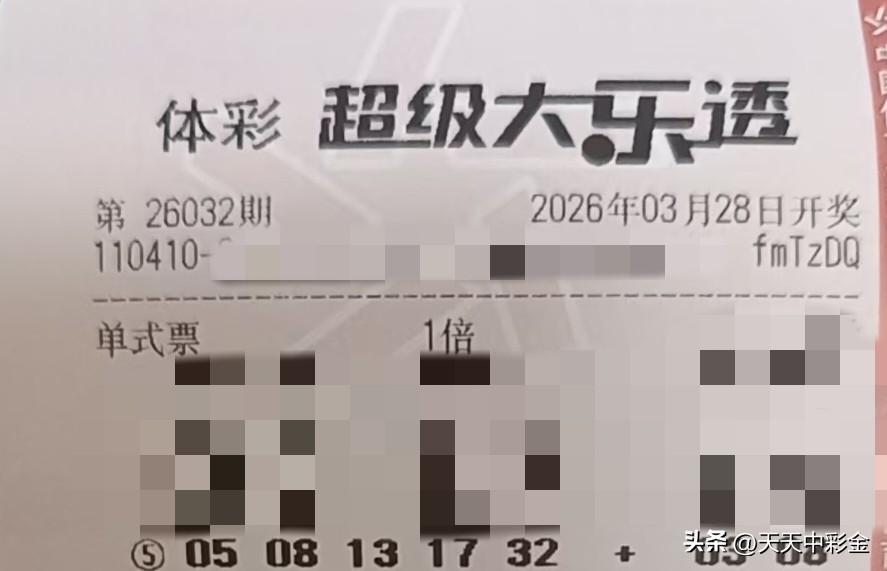 体彩 超级大乐透
第 26032期 2026年03月28日开奖
110410- fmTzDQ
单式票 1倍
⑤ 05 08 13 17 32 + 03 08
头条 @天天中彩金